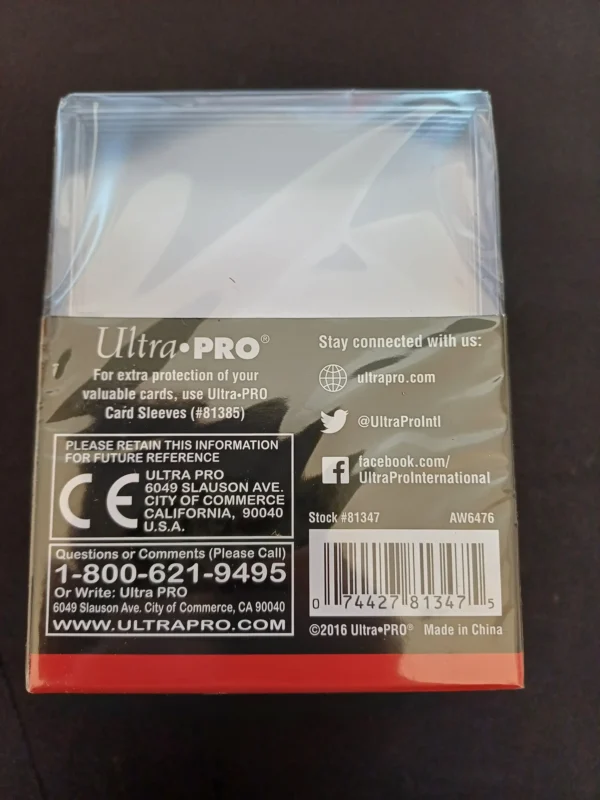 Ultra•PRO®
For extra protection of your
valuable cards, use Ultra•PRO
Card Sleeves (#81385)
PLEASE RETAIN THIS INFORMATION
FOR FUTURE REFERENCE
CE
ULTRA PRO
6049 SLAUSON AVE.
CITY OF COMMERCE
CALIFORNIA, 90040
U.S.A.
Questions or Comments (Please Call)
1-800-621-9495
Or Write: Ultra PRO
6049 Slauson Ave. City of Commerce, CA 90040
WWW.ULTRAPRO.COM
Stay connected with us:
ultrapro.com
@UltraProIntl
facebook.com/
UltraProInternational
Stock #81347 AW6476
0 74427 81347 5
©2016 Ultra•PRO® Made in China